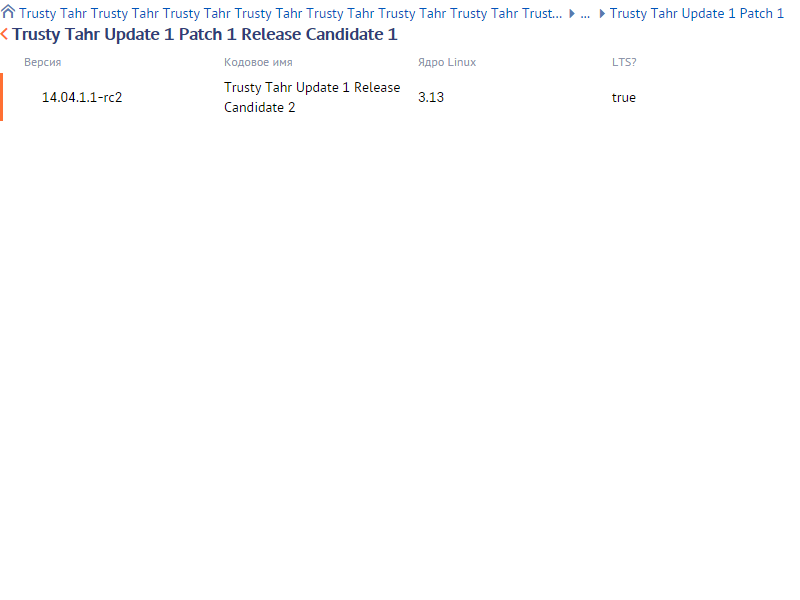 Trusty Tahr Trusty Tahr Trusty Tahr Trusty Tahr Trusty Tahr Trusty Tahr Trusty Tahr Trust... ... Trusty Tahr Update 1 Patch 1
Trusty Tahr Update 1 Patch 1 Release Candidate 1
Версия Кодовое имя Ядро Linux LTS?
14.04.1.1-rc2 Trusty Tahr Update 1 Release Candidate 2 3.13 true